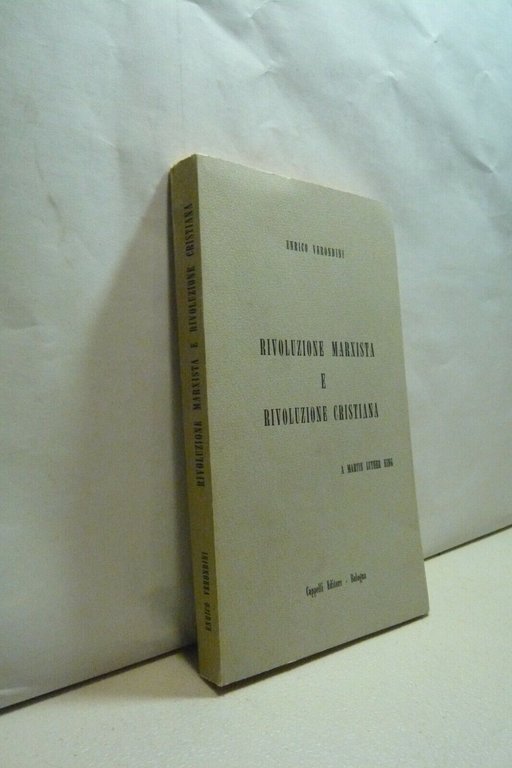 ENRICO VERONDINI
RIVOLUZIONE MARXISTA
E
RIVOLUZIONE CRISTIANA
A MARTIN LUTHER KING
Cappelli Editore - Bologna
ENRICO VERONDINI
RIVOLUZIONE MARXISTA E RIVOLUZIONE CRISTIANA